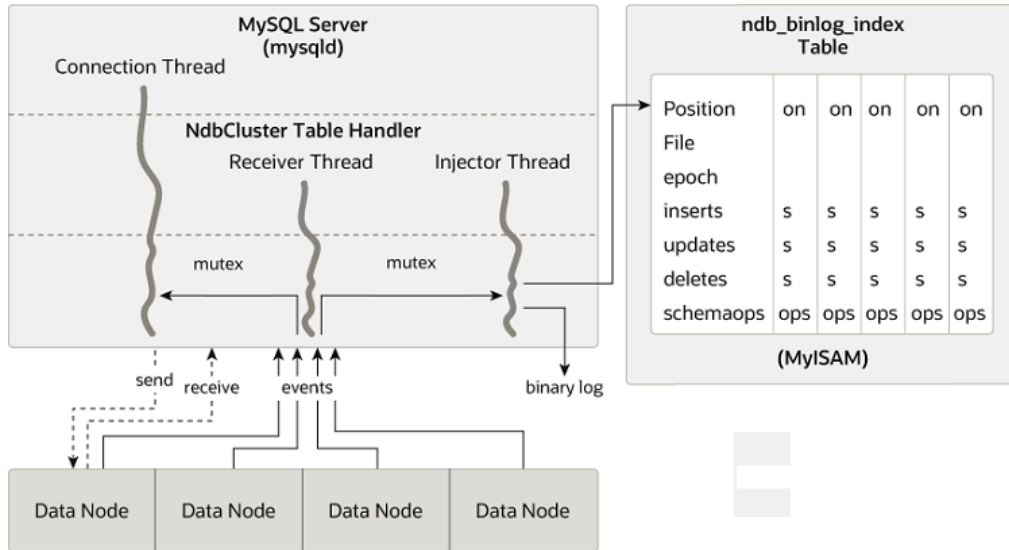 MySQL Server
(mysqld)
Connection Thread
NdbCluster Table Handler
Receiver Thread
Injector Thread
mutex
mutex
send
receive
events
binary log
Data Node
Data Node
Data Node
Data Node
ndb_binlog_index
Table
Position on on on on on
File
epoch
inserts s s s s s
updates s s s s s
deletes s s s s s
schemaops ops ops ops ops ops
(MyISAM)